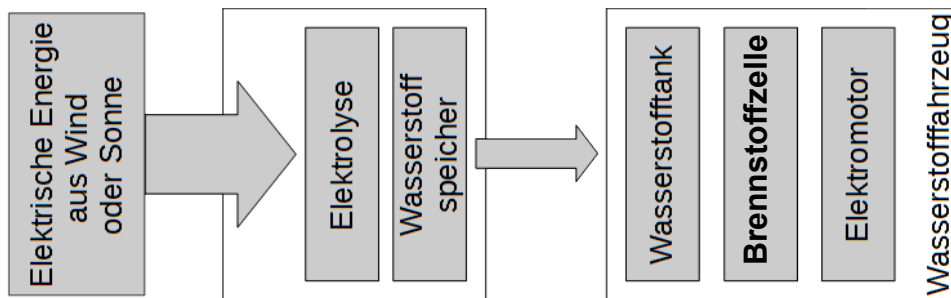 Elektrische Energie
aus Wind
oder Sonne
Elektrolyse
Wasserstoff
speicher
Wasserstofftank
Brennstoffzelle
Elektromotor
Wasserstofffahrzeug